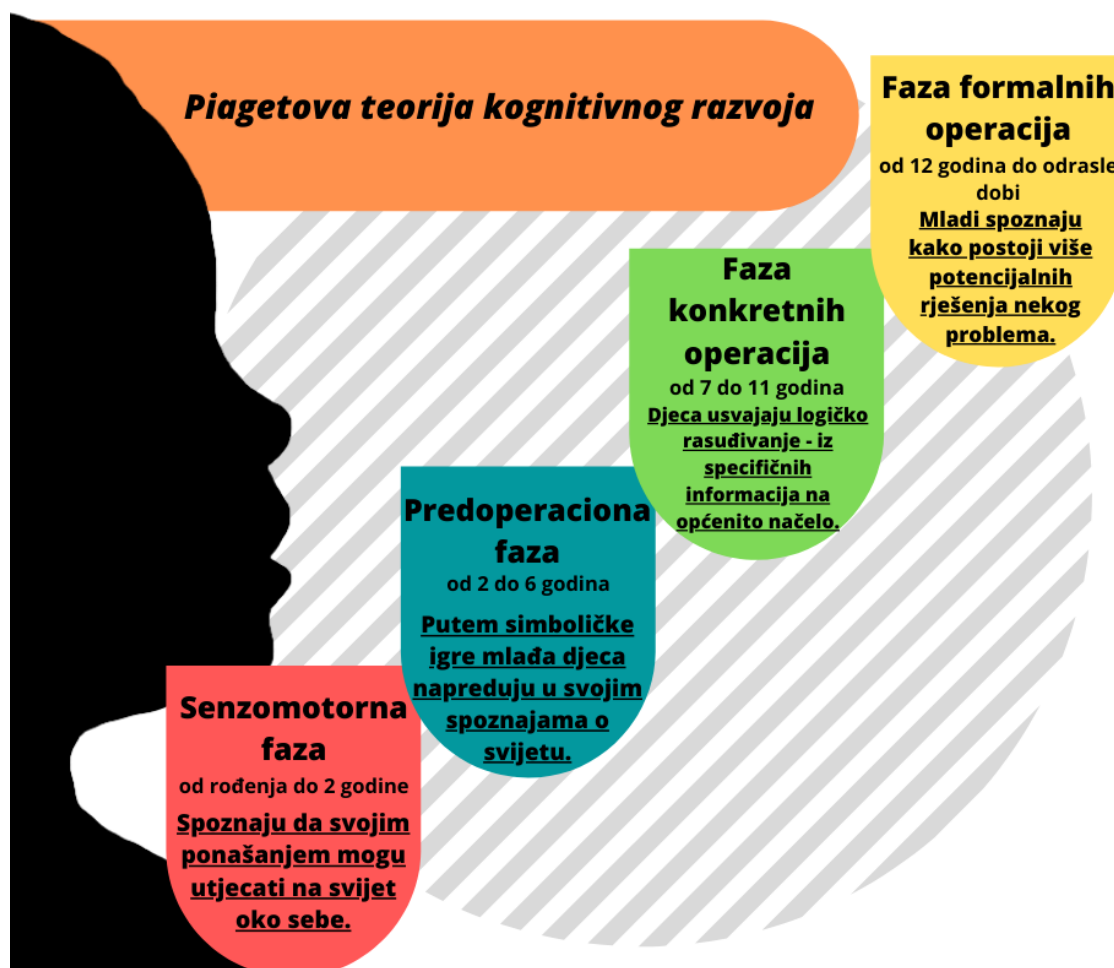 Piagetova teorija kognitivnog razvoja
Faza formalnih
operacija
od 12 godina do odrasle
dobi
Mladi spoznaju
kako postoji više
potencijalnih
rješenja nekog
problema.
Faza
konkretnih
operacija
od 7 do 11 godina
Djeca usvajaju logičko
rasuđivanje - iz
specifičnih
informacija na
općenito načelo.
Predoperaciona
faza
od 2 do 6 godina
Putem simboličke
igre mlađa djeca
napreduju u svojim
spoznajama o
svijetu.
Senzomotorna
faza
od rođenja do 2 godine
Spoznaju da svojim
ponašanjem mogu
utjecati na svijet
oko sebe.